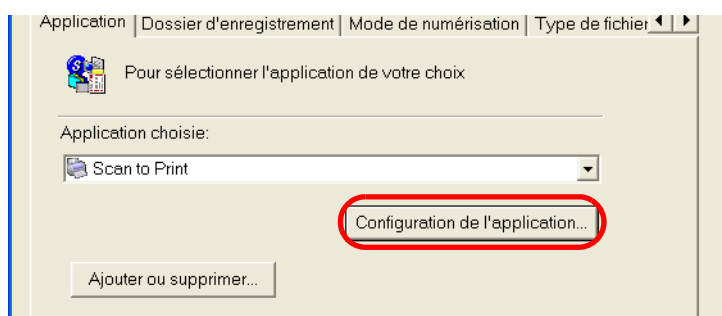 Application Dossier d'enregistrement Mode de numérisation Type de fichier
Pour sélectionner l'application de votre choix
Application choisie:
Scan to Print
Configuration de l'application...
Ajouter ou supprimer...